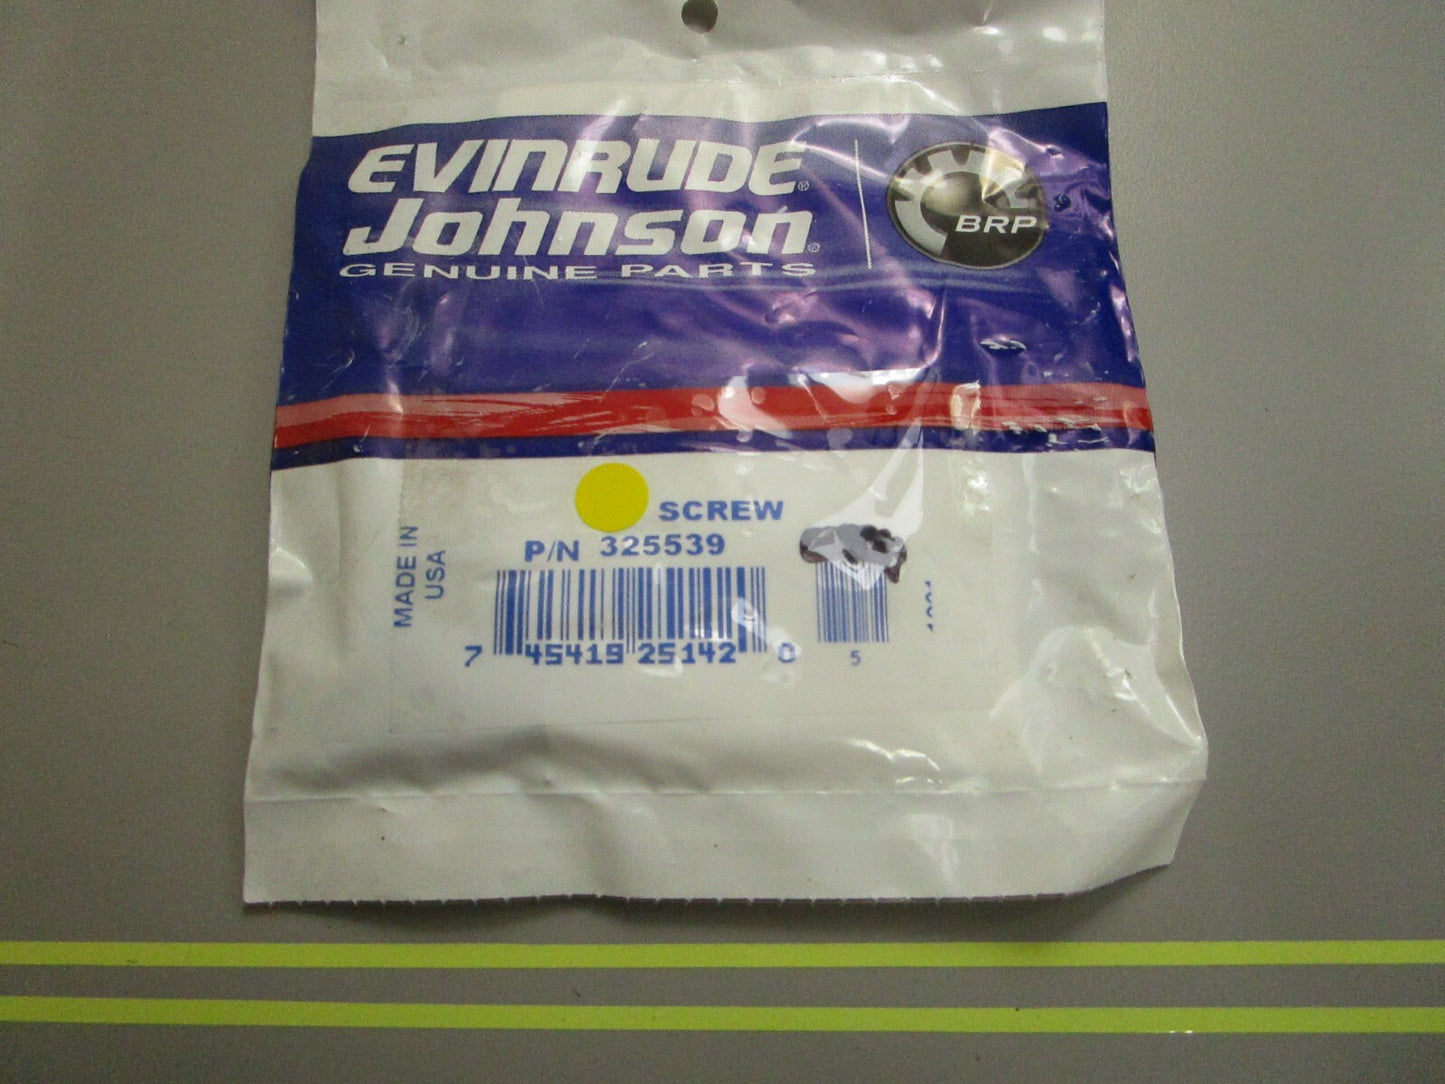 EVINRUDE®
Johnson®
GENUINE PARTS
BRP
SCREW
P/N 325539
MADE IN
USA
7 45419 25142 0
5